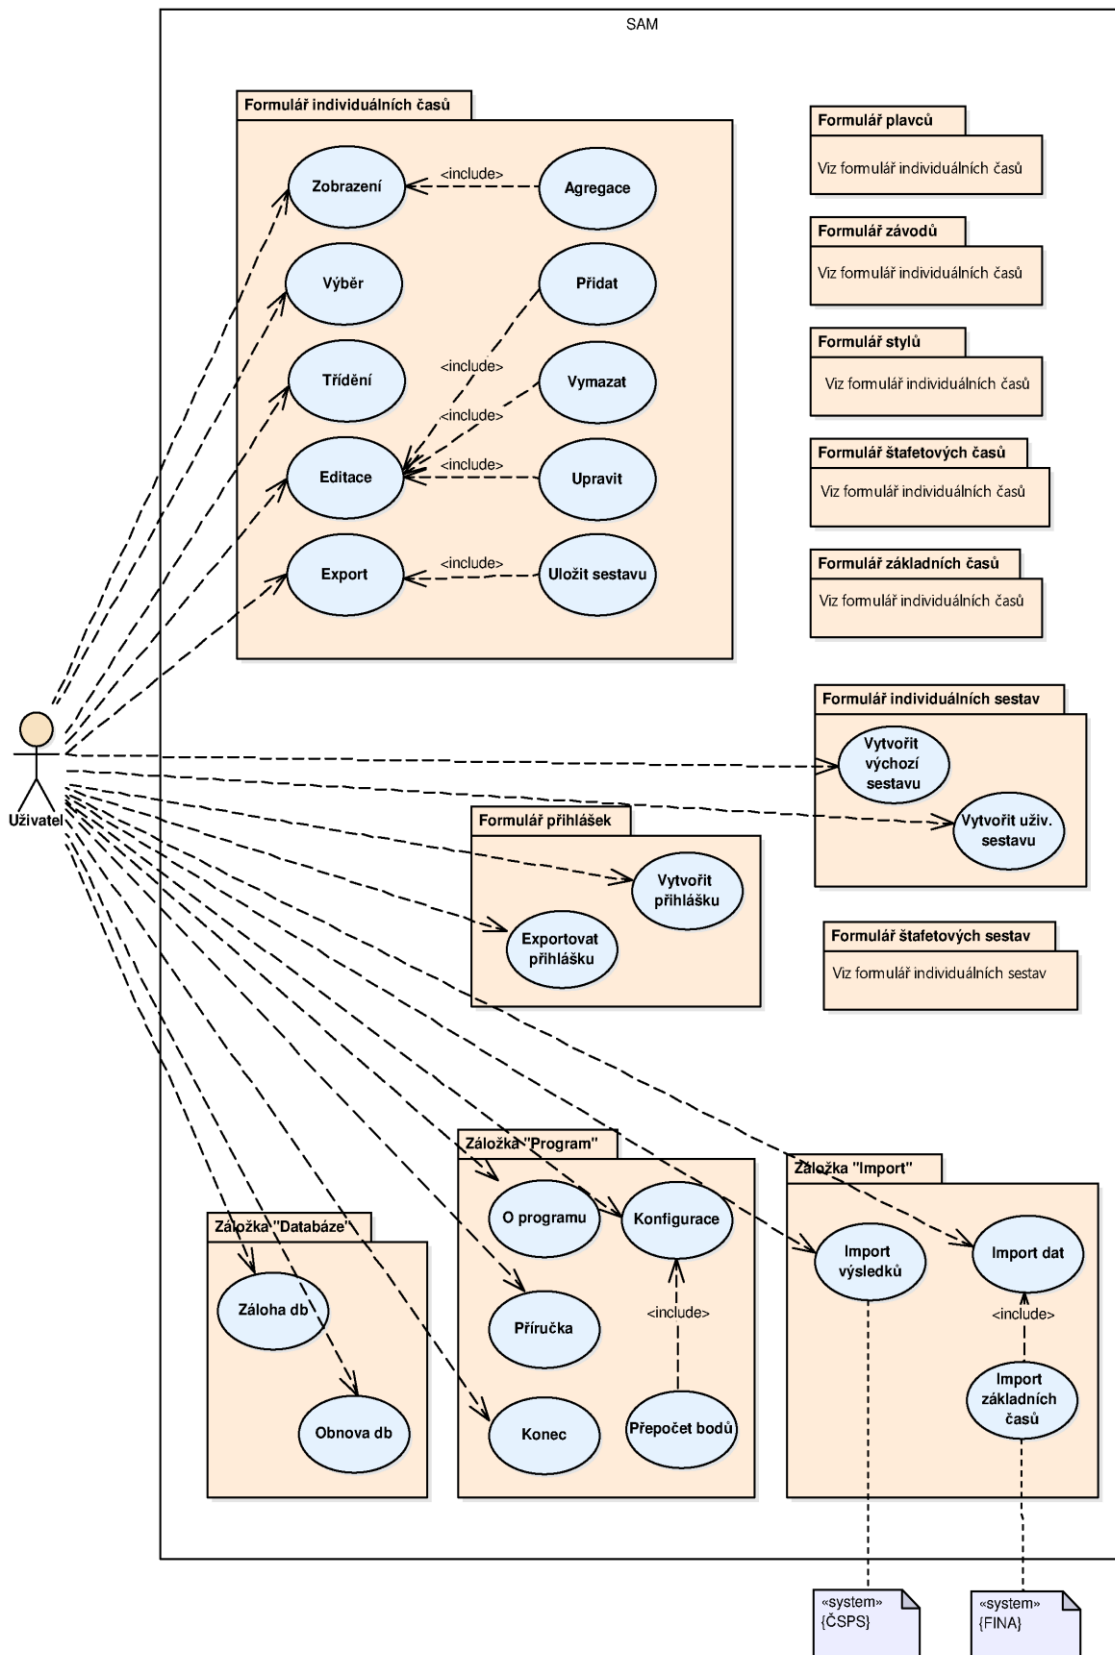 SAM
Formulář individuálních časů
Zobrazení
<include>
Agregace
Výběr
Přidat
Třídění
<include>
Vymazat
<include>
Editace
<include>
Upravit
Export
<include>
Uložit sestavu
Formulář plavců
Viz formulář individuálních časů
Formulář závodů
Viz formulář individuálních časů
Formulář stylů
Viz formulář individuálních časů
Formulář štafetových časů
Viz formulář individuálních časů
Formulář základních časů
Viz formulář individuálních časů
Uživatel
Formulář individuálních sestav
Vytvořit
výchozí
sestavu
Vytvořit uživ.
sestavu
Formulář přihlášek
Vytvořit
přihlášku
Exportovat
přihlášku
Formulář štafetových sestav
Viz formulář individuálních sestav
Záložka "Databáze"
Záloha db
Obnova db
Záložka "Program"
O programu
Konfigurace
<include>
Příručka
Konec
Přepočet bodů
Záložka "Import"
Import
výsledků
Import dat
<include>
Import
základních
časů
«system»
{ČSPS}
«system»
{FINA}